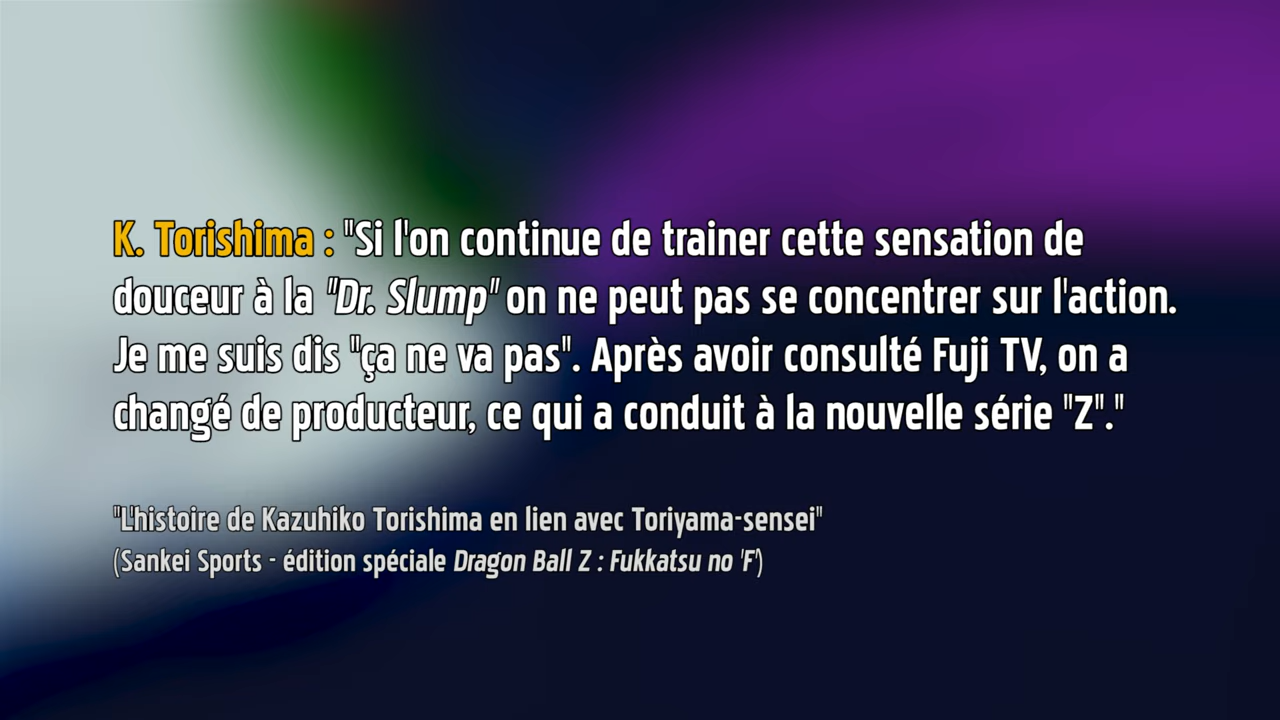 K. Torishima : "Si l'on continue de trainer cette sensation de
douceur à la "Dr. Slump" on ne peut pas se concentrer sur l'action.
Je me suis dis "ça ne va pas". Après avoir consulté Fuji TV, on a
changé de producteur, ce qui a conduit à la nouvelle série "Z"."
"L'histoire de Kazuhiko Torishima en lien avec Toriyama-sensei"
(Sankei Sports - édition spéciale Dragon Ball Z : Fukkatsu no 'F')